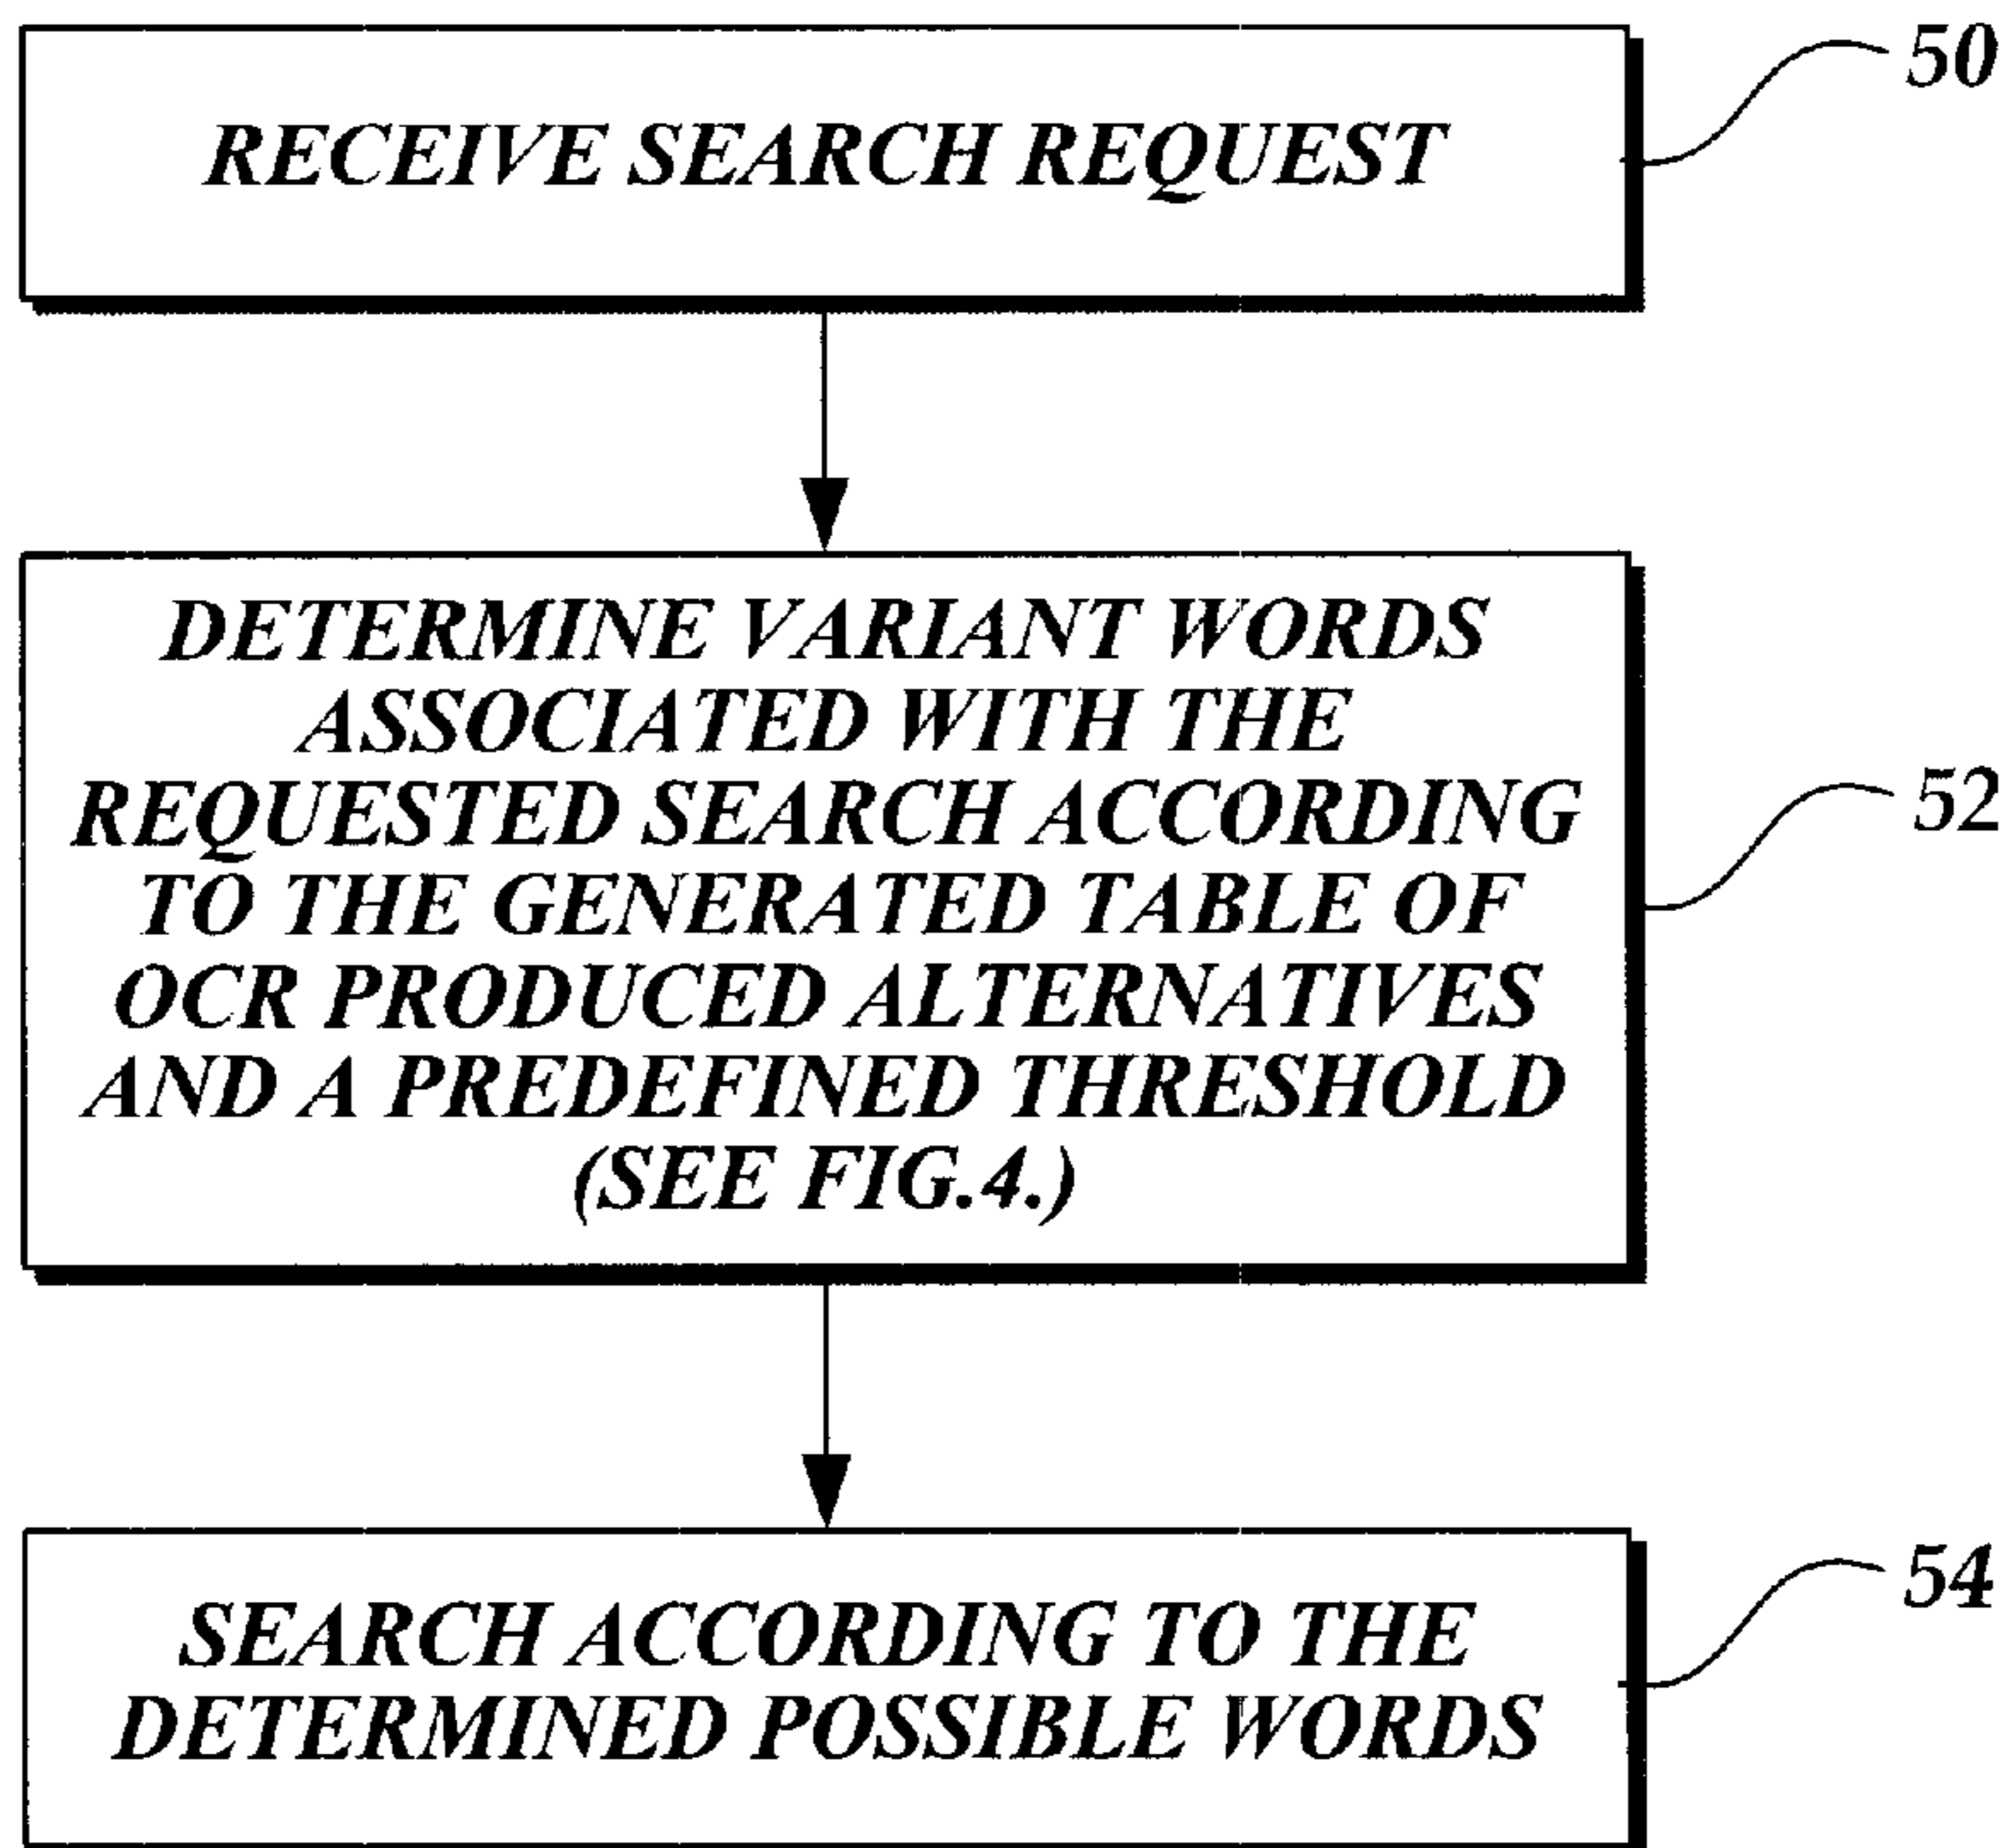 RECEIVE SEARCH REQUEST
50
DETERMINE VARIANT WORDS
ASSOCIATED WITH THE
REQUESTED SEARCH ACCORDING
TO THE GENERATED TABLE OF
OCR PRODUCED ALTERNATIVES
AND A PREDEFINED THRESHOLD
(SEE FIG.4.)
52
SEARCH ACCORDING TO THE
DETERMINED POSSIBLE WORDS
54